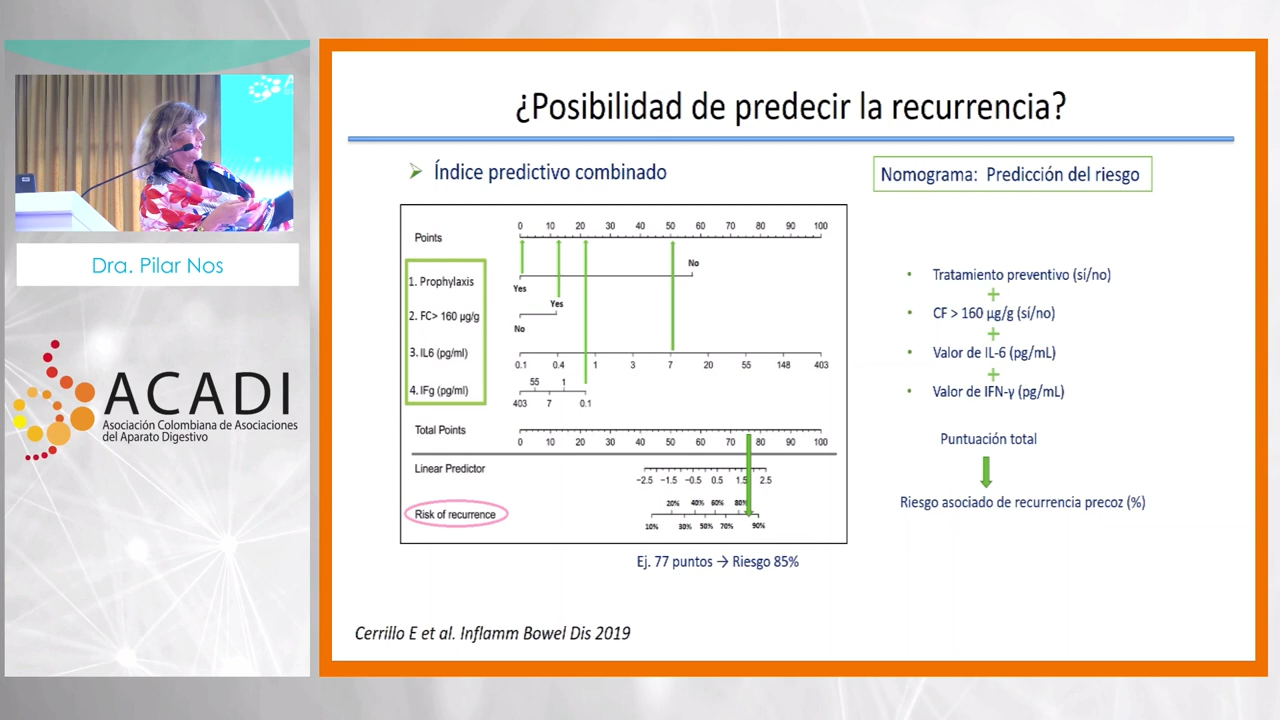 ¿Posibilidad de predecir la recurrencia?
Índice predictivo combinado
Nomograma: Predicción del riesgo
0 10 20 30 40 50 60 70 80 90 100
Points
No
1. Prophylaxis
Yes
Yes
2. FC> 160 µg/g
No
3. IL6 (pg/ml)
0.1 0.4 1 3 7 20 55 148 403
55 1
4. IFg (pg/ml)
403 7 0.1
Total Points
0 10 20 30 40 50 60 70 80 90 100
Linear Predictor
−2.5 −1.5 −0.5 0.5 1.5 2.5
20% 40% 60% 80%
Risk of recurrence
10% 30% 50% 70% 90%
Ej. 77 puntos → Riesgo 85%
• Tratamiento preventivo (sí/no)
+
• CF > 160 µg/g (sí/no)
+
• Valor de IL-6 (pg/mL)
+
• Valor de IFN-γ (pg/mL)
Puntuación total
Riesgo asociado de recurrencia precoz (%)
Cerrillo E et al. Inflamm Bowel Dis 2019
Dra. Pilar Nos
ACADI
Asociación Colombiana de Asociaciones
del Aparato Digestivo